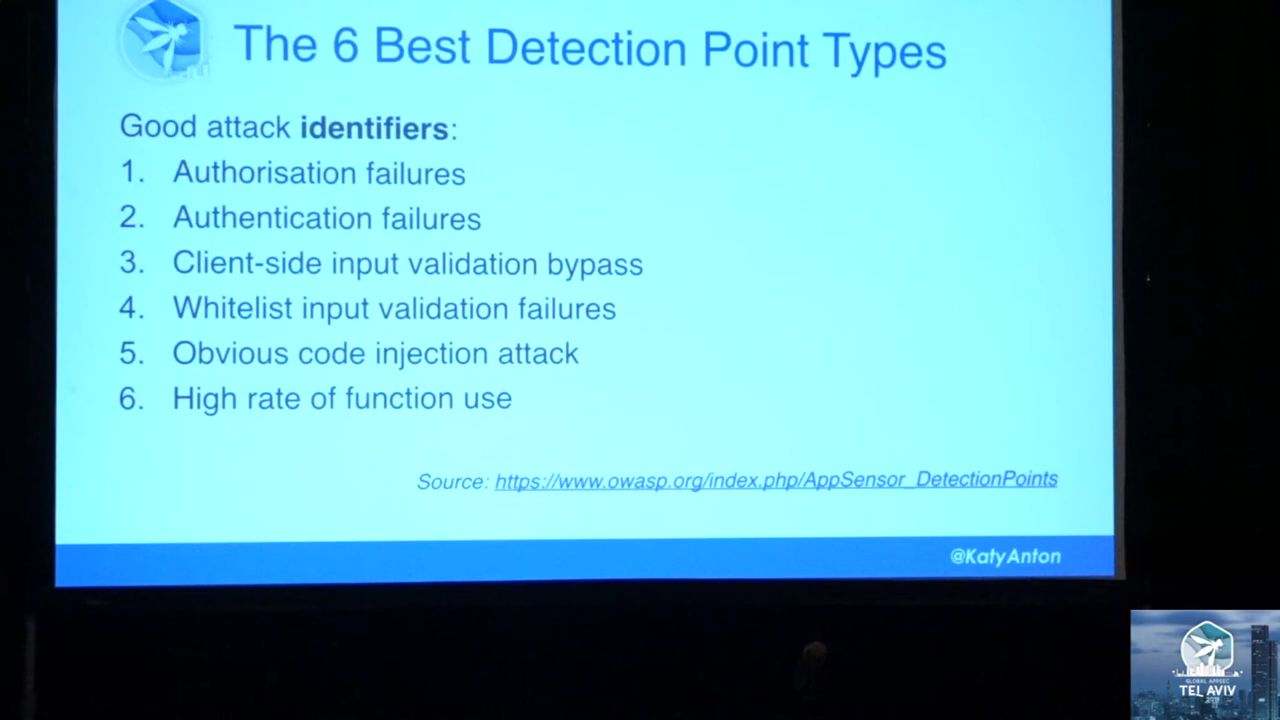 The 6 Best Detection Point Types
Good attack identifiers:
1. Authorisation failures
2. Authentication failures
3. Client-side input validation bypass
4. Whitelist input validation failures
5. Obvious code injection attack
6. High rate of function use
Source: https://www.owasp.org/index.php/AppSensor_DetectionPoints
@KatyAnton
GLOBAL APPSEC
TEL AVIV